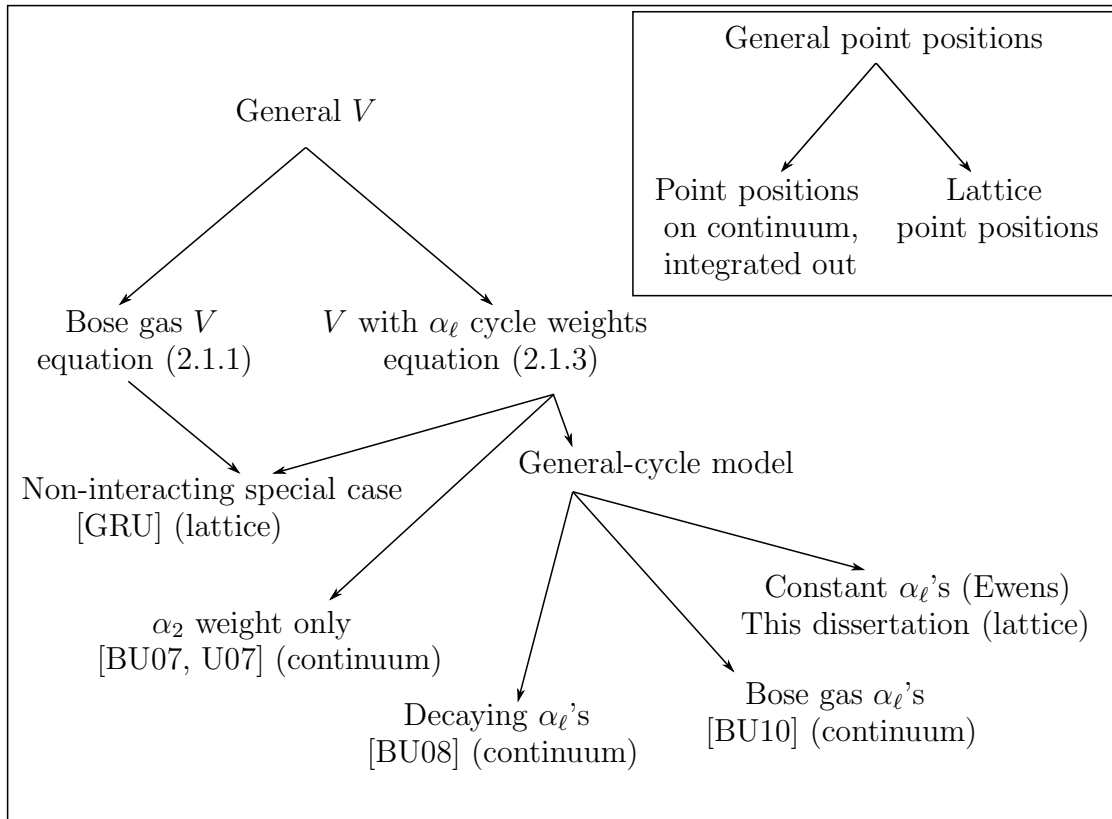 General point positions
General V
Point positions
on continuum,
integrated out
Lattice
point positions
Bose gas V
equation (2.1.1)
V with αℓ cycle weights
equation (2.1.3)
General-cycle model
Non-interacting special case
[GRU] (lattice)
Constant αℓ's (Ewens)
This dissertation (lattice)
α2 weight only
[BU07, U07] (continuum)
Bose gas αℓ's
[BU10] (continuum)
Decaying αℓ's
[BU08] (continuum)